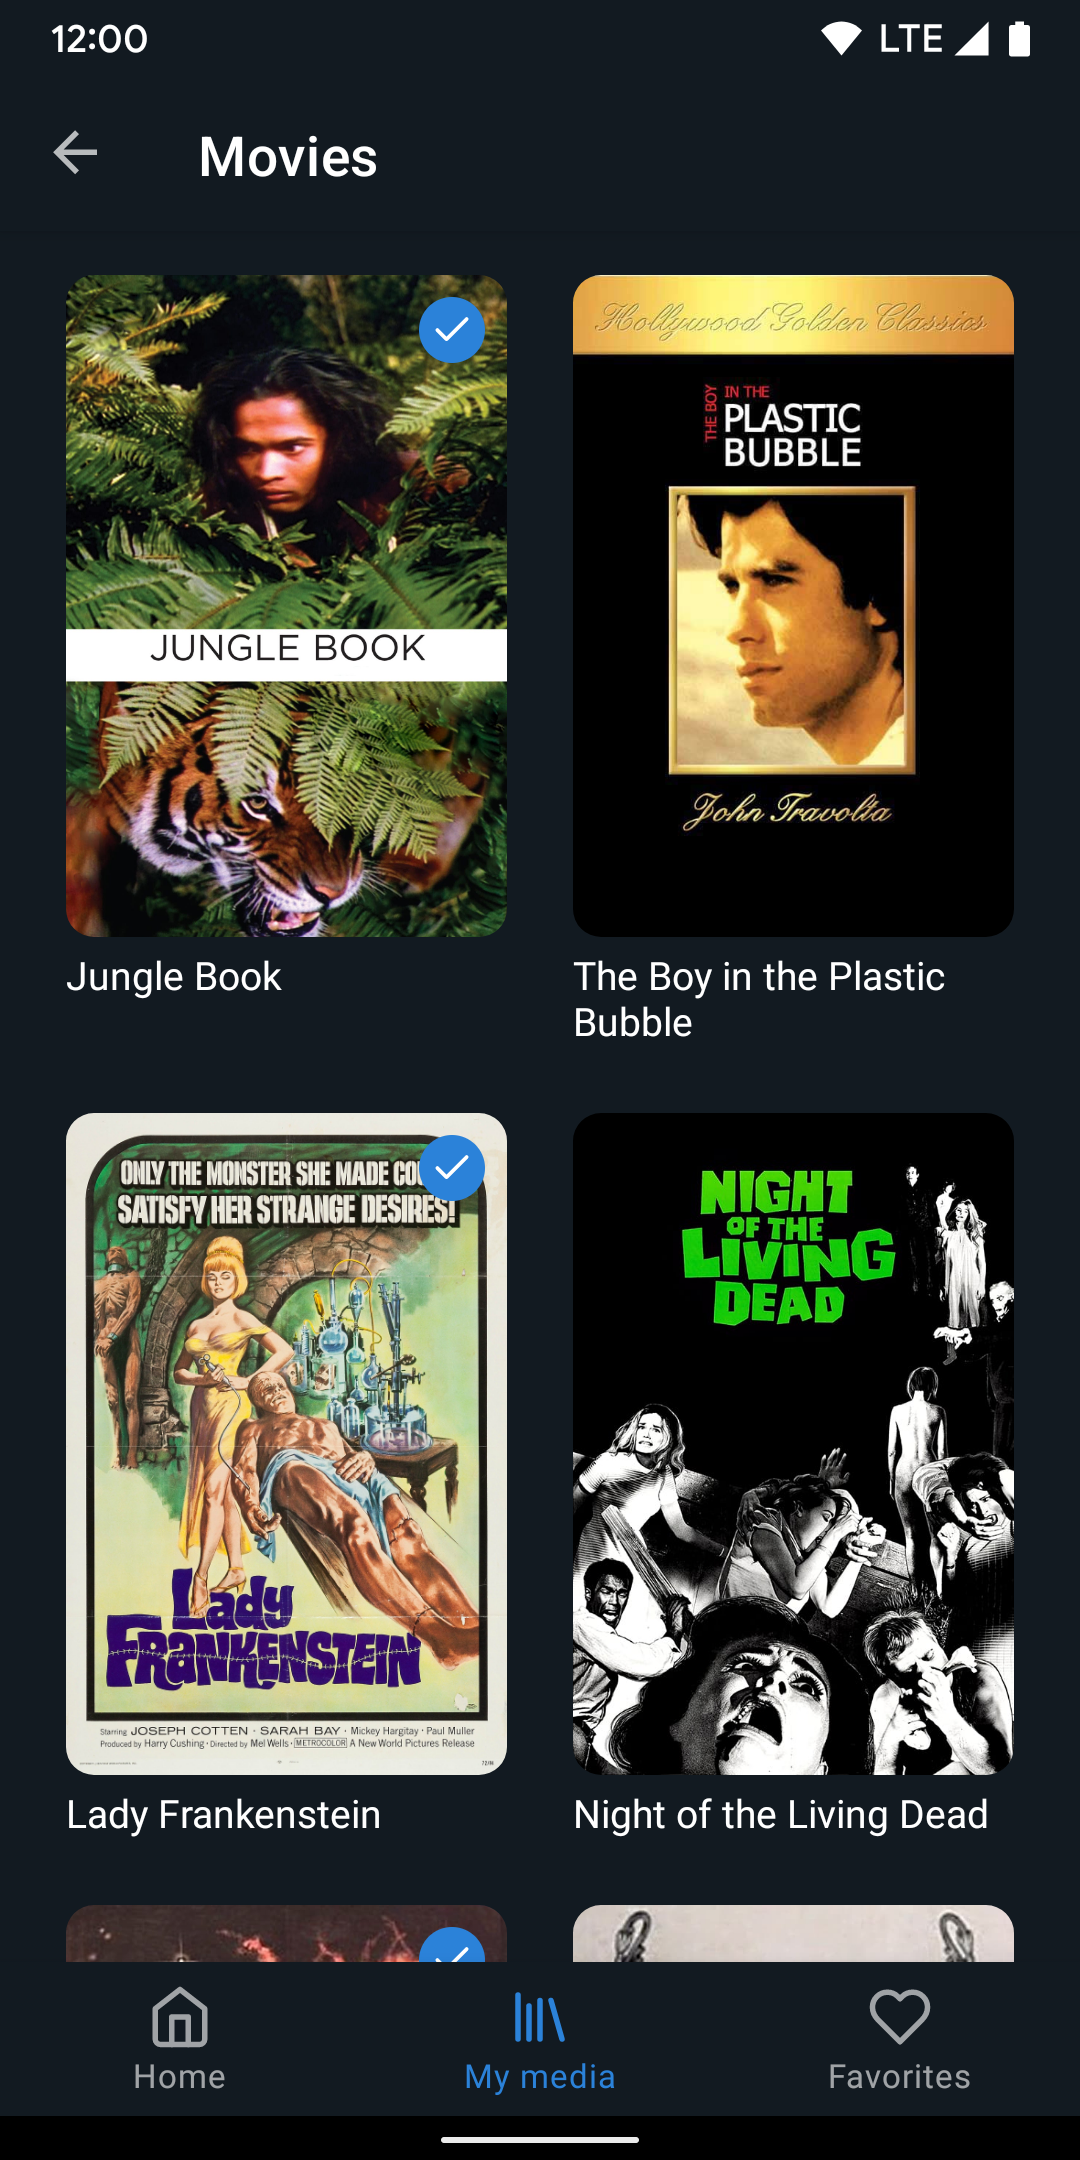 12:00
LTE
Movies
JUNGLE BOOK
Jungle Book
Hollywood Golden Classics
THE BOY
IN THE
PLASTIC
BUBBLE
John Travolta
The Boy in the Plastic
Bubble
ONLY THE MONSTER SHE MADE
SATISFY HER STRANGE DESIRES!
Lady
FRANKENSTEIN
Starring JOSEPH COTTEN · SARAH BAY · Mickey Hargitay · Paul Muller
Produced by Harry Cushing · Directed by Mel Wells · METROCOLOR A New World Pictures Release
Lady Frankenstein
NIGHT
OF THE
LIVING
DEAD
Night of the Living Dead
Home
My media
Favorites